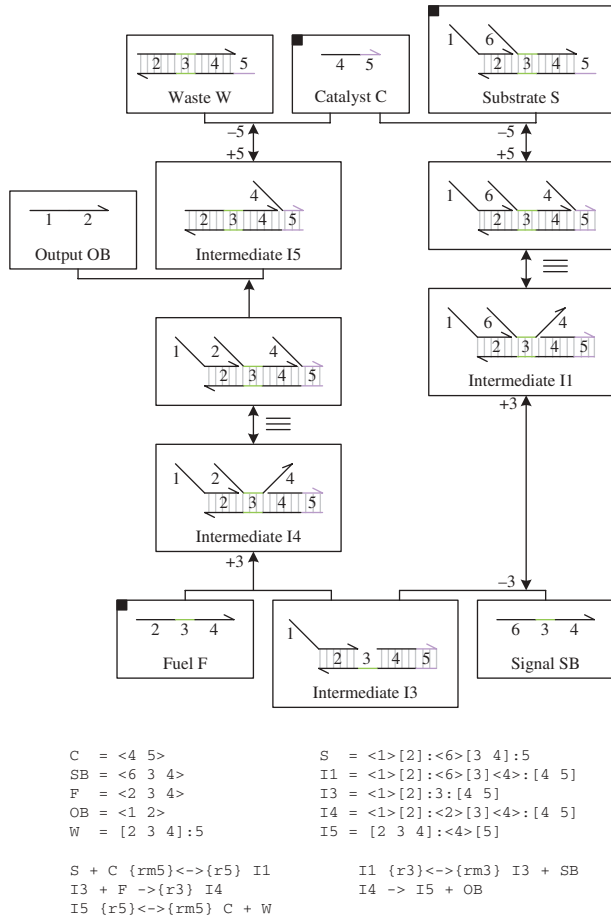 2 3 4 5
Waste W
4 5
Catalyst C
1 6
2 3 4 5
Substrate S
−5
+5
−5
+5
4
2 3 4 5
Intermediate I5
1 2
Output OB
1 6 4
2 3 4 5
1 6 4
2 3 4 5
Intermediate I1
+3
1 2 4
2 3 4 5
1 2 4
2 3 4 5
Intermediate I4
+3
−3
2 3 4
Fuel F
1
2 3 4 5
Intermediate I3
6 3 4
Signal SB
C = <4 5>
SB = <6 3 4>
F = <2 3 4>
OB = <1 2>
W = [2 3 4]:5
S = <1>[2]:<6>[3 4]:5
I1 = <1>[2]:<6>[3]<4>:[4 5]
I3 = <1>[2]:3:[4 5]
I4 = <1>[2]:<2>[3]<4>:[4 5]
I5 = [2 3 4]:<4>[5]
S + C {rm5}<->{r5} I1
I3 + F ->{r3} I4
I5 {r5}<->{rm5} C + W
I1 {r3}<->{rm3} I3 + SB
I4 -> I5 + OB